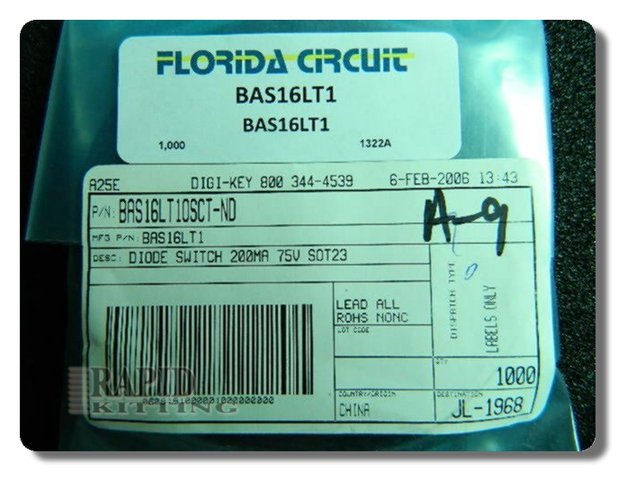 FLORIDA CIRCUIT
BAS16LT1
BAS16LT1
1,000 1322A
A25E DIGI-KEY 800 344-4539 6-FEB-2006 13:43
P/N: BAS16LT1OSCT-ND
A-9
MFG P/N: BAS16LT1
DESC: DIODE SWITCH 200MA 75V SOT23
LEAD ALL
ROHS NONC
LOT CODE
DISPATCH TYPE
LABELS ONLY
QTY
1000
COUNTRY/ORIGIN
CHINA
DESTINATION
JL-1968
RAPID
KITTING